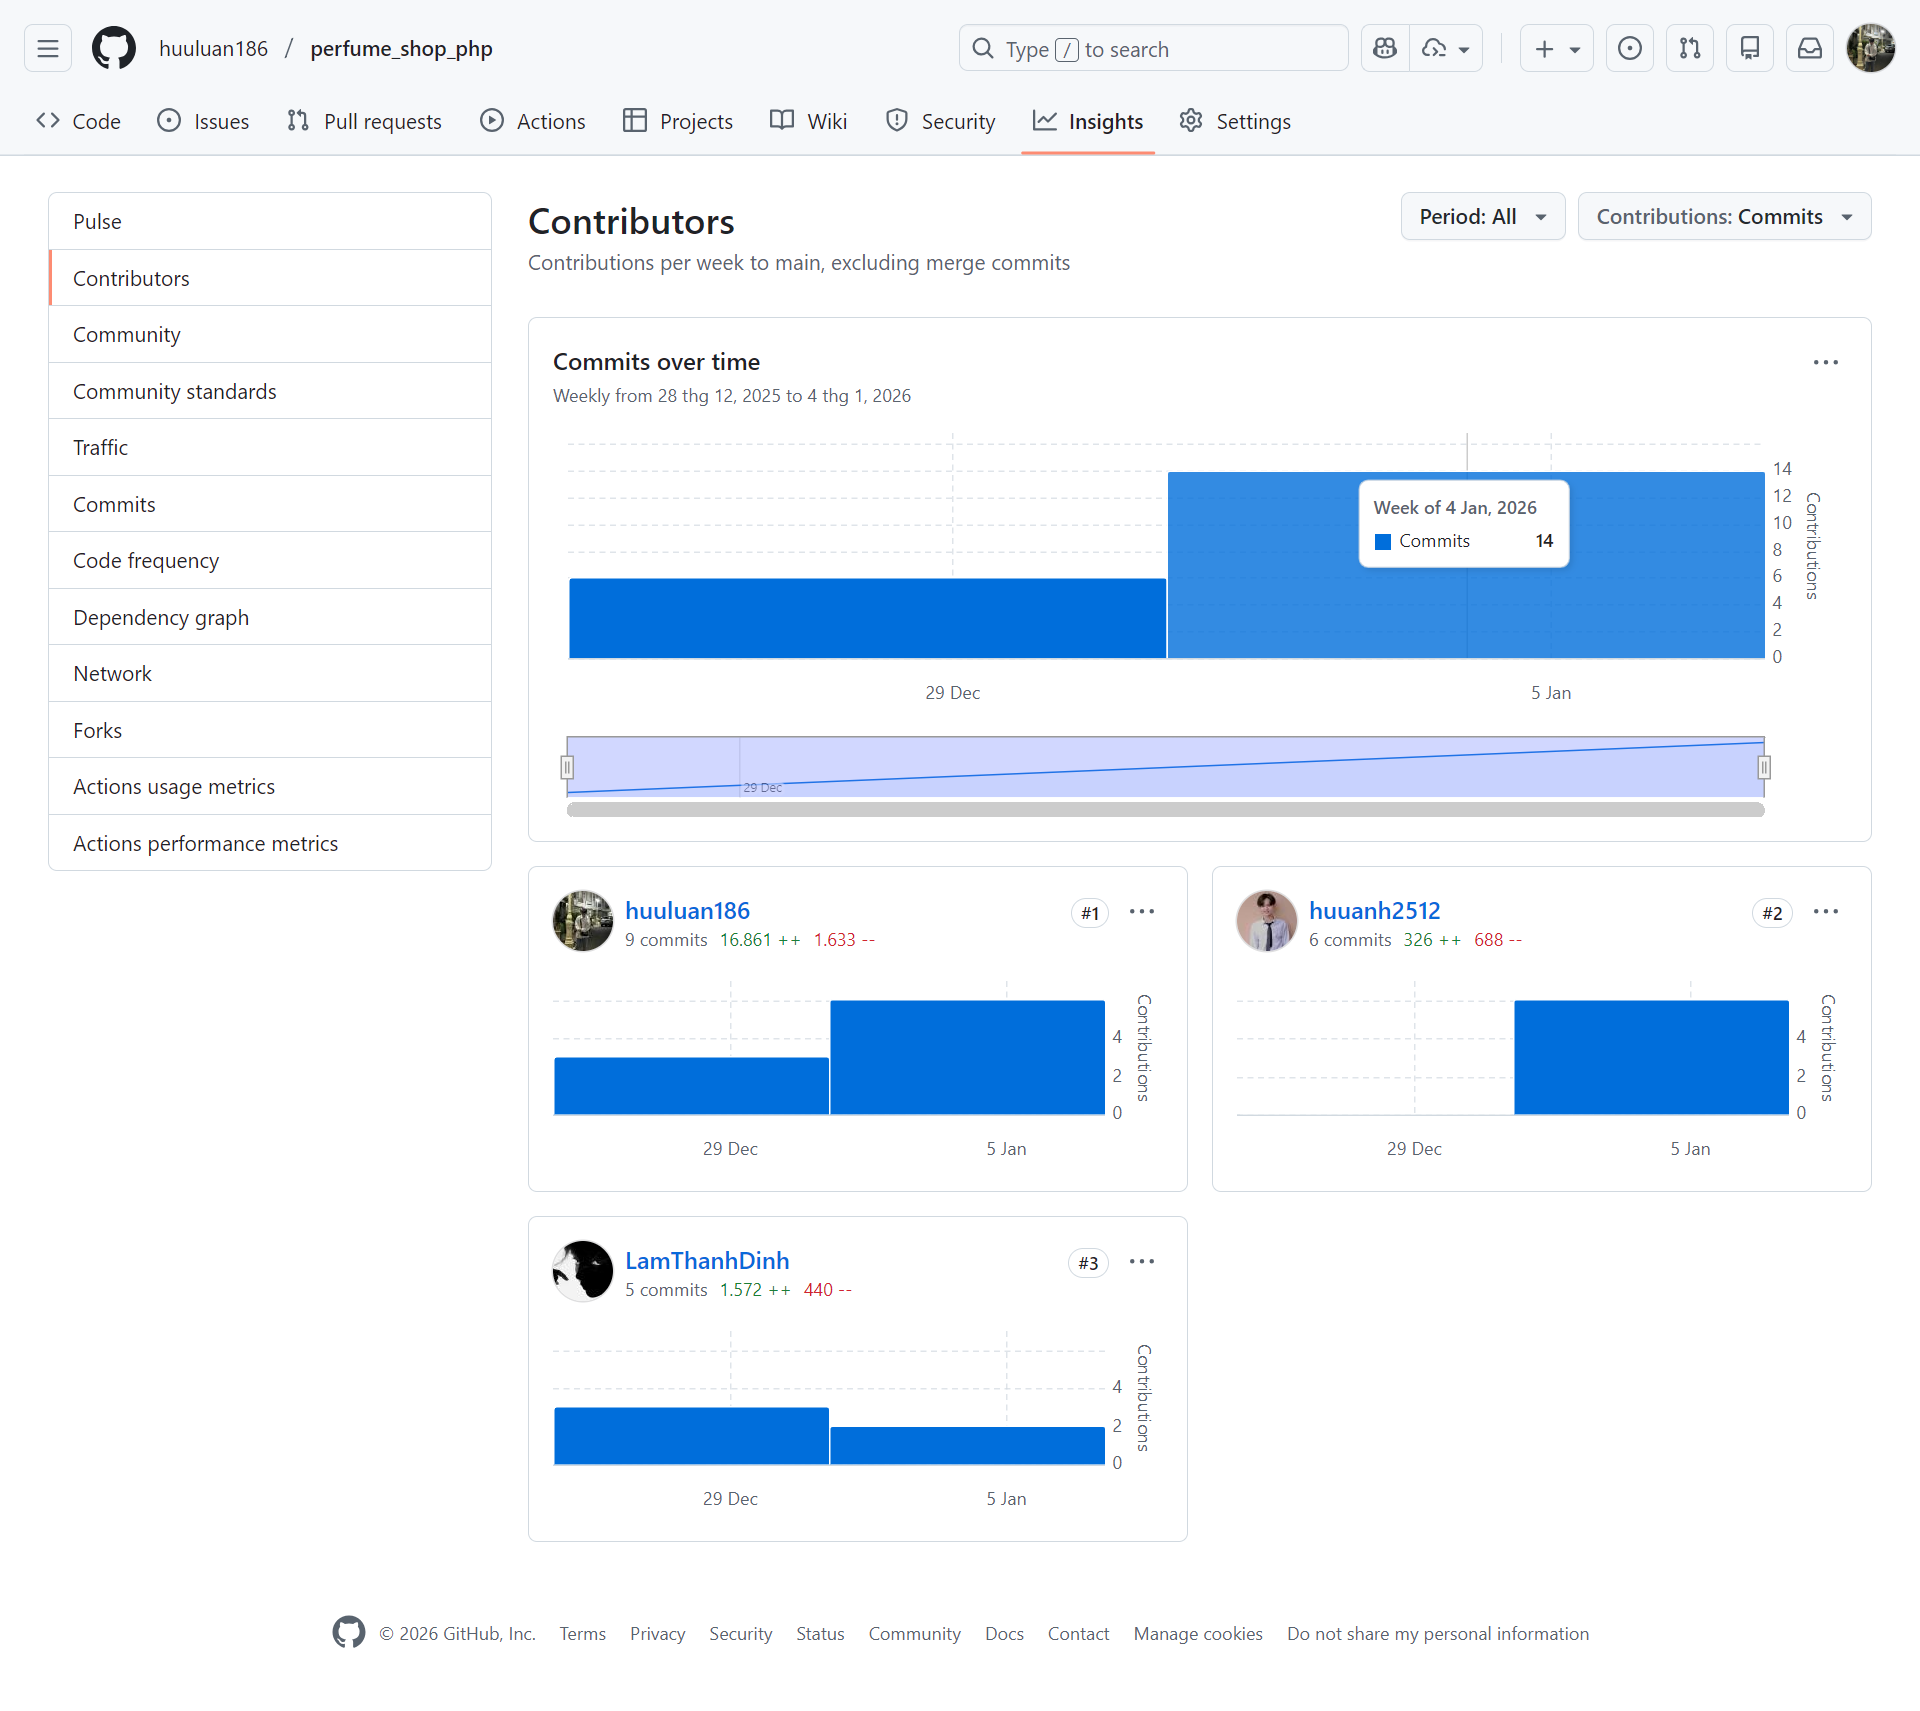 huuluan186 / perfume_shop_php
Type / to search
Code
Issues
Pull requests
Actions
Projects
Wiki
Security
Insights
Settings
Pulse
Contributors
Community
Community standards
Traffic
Commits
Code frequency
Dependency graph
Network
Forks
Actions usage metrics
Actions performance metrics
Contributors
Contributions per week to main, excluding merge commits
Period: All
Contributions: Commits
Commits over time
Weekly from 28 thg 12, 2025 to 4 thg 1, 2026
14
12
10
8
6
4
2
0
Contributions
Week of 4 Jan, 2026
Commits 14
29 Dec
5 Jan
29 Dec
huuluan186
#1
9 commits 16.861 ++ 1.633 --
4
2
0
Contributions
29 Dec
5 Jan
huuanh2512
#2
6 commits 326 ++ 688 --
4
2
0
Contributions
29 Dec
5 Jan
LamThanhDinh
#3
5 commits 1.572 ++ 440 --
4
2
0
Contributions
29 Dec
5 Jan
© 2026 GitHub, Inc. Terms Privacy Security Status Community Docs Contact Manage cookies Do not share my personal information